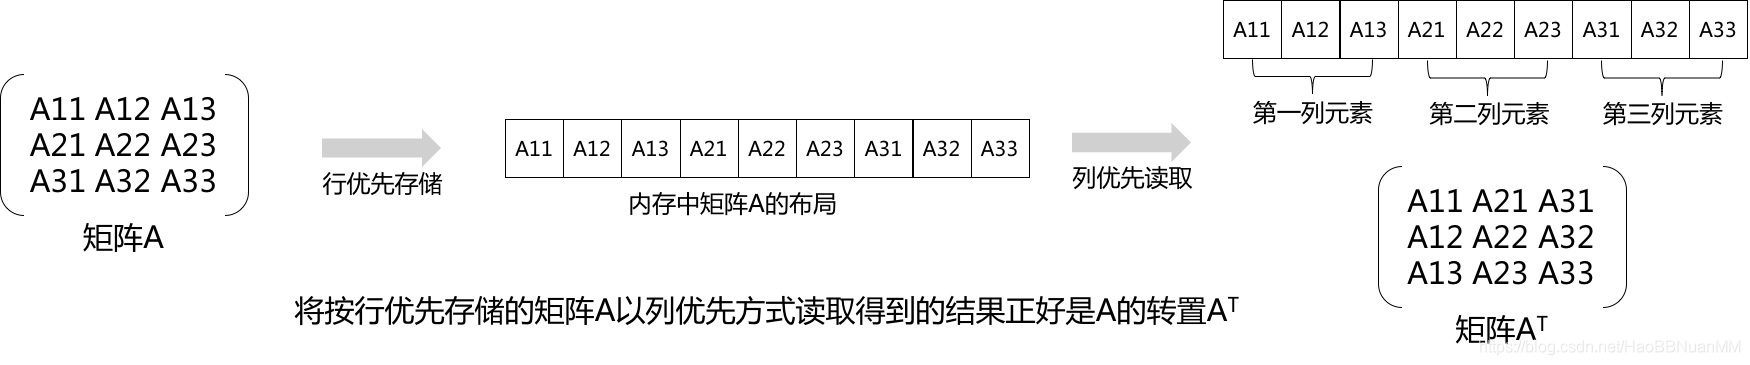 A11 A12 A13
A21 A22 A23
A31 A32 A33
矩阵A
行优先存储
A11 A12 A13 A21 A22 A23 A31 A32 A33
内存中矩阵A的布局
列优先读取
A11 A12 A13 A21 A22 A23 A31 A32 A33
第一列元素 第二列元素 第三列元素
A11 A21 A31
A12 A22 A32
A13 A23 A33
矩阵Aᵀ
将按行优先存储的矩阵A以列优先方式读取得到的结果正好是A的转置Aᵀ
https://blog.csdn.net/HaoBBNuanMM